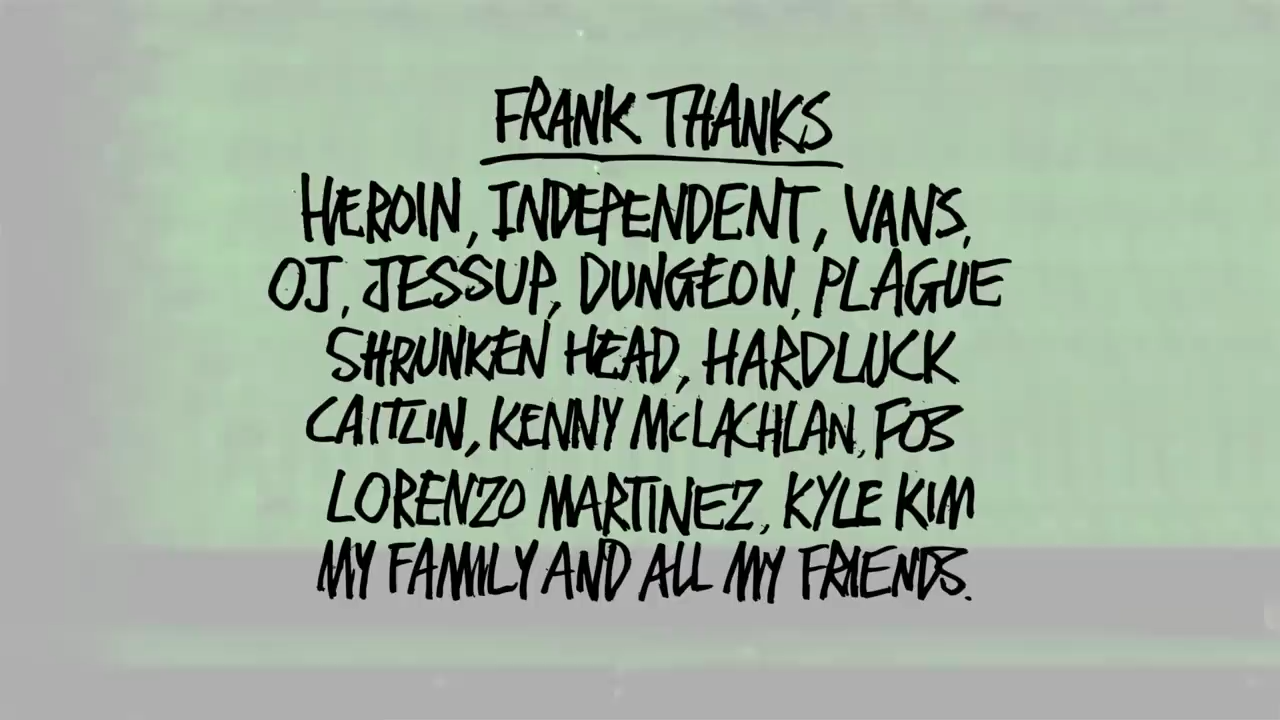 FRANK THANKS
HEROIN, INDEPENDENT, VANS,
OJ, JESSUP, DUNGEON, PLAGUE
SHRUNKEN HEAD, HARDLUCK
CAITLIN, KENNY McLACHLAN, FOS
LORENZO MARTINEZ, KYLE KIM
MY FAMILY AND ALL MY FRIENDS.